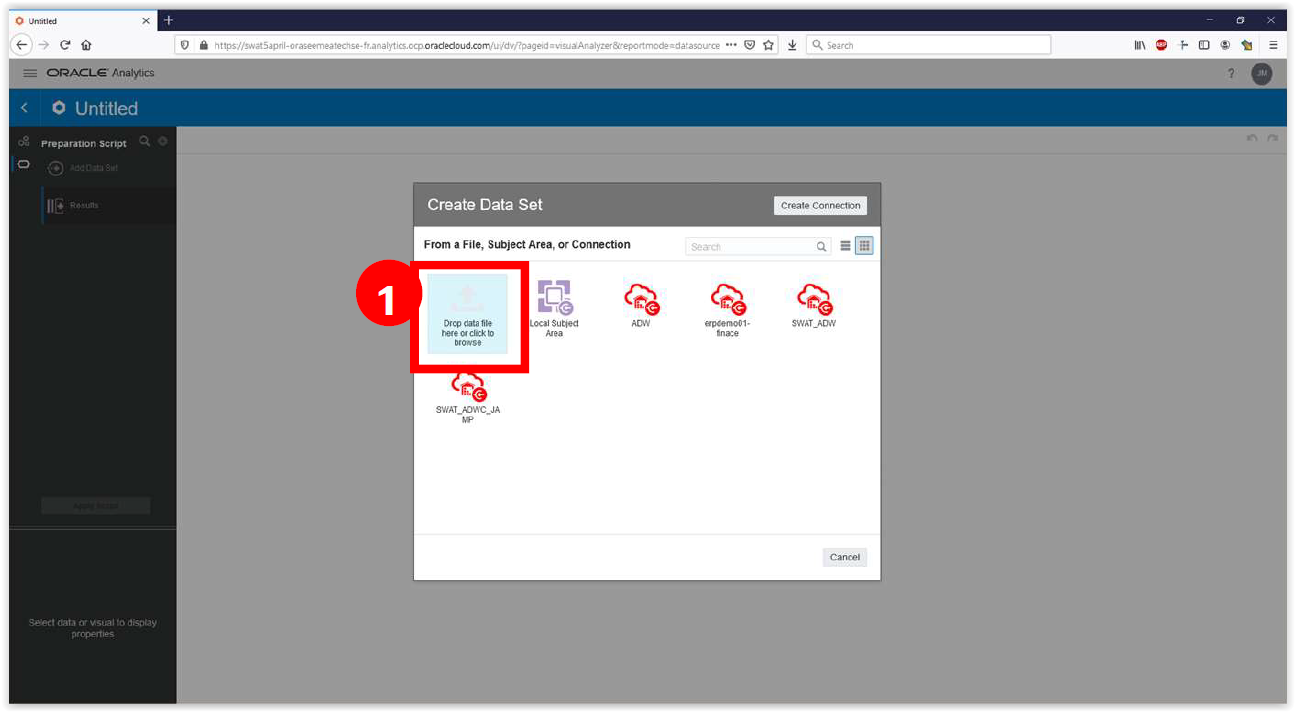 Untitled
https://swat5april-oraseemeatechse-fr.analytics.ocp.oraclecloud.com/ui/dv/?pageid=visualAnalyzer&reportmode=datasource
Search
ABP
ORACLE Analytics
?
JM
Untitled
Preparation Script
Add Data Set
Results
Create Data Set
Create Connection
From a File, Subject Area, or Connection
Search
1
Drop data file
here or click to
browse
Local Subject
Area
ADW
erpdemo01-
finace
SWAT_ADW
SWAT_ADWC_JA
MP
Cancel
Select data or visual to display
properties